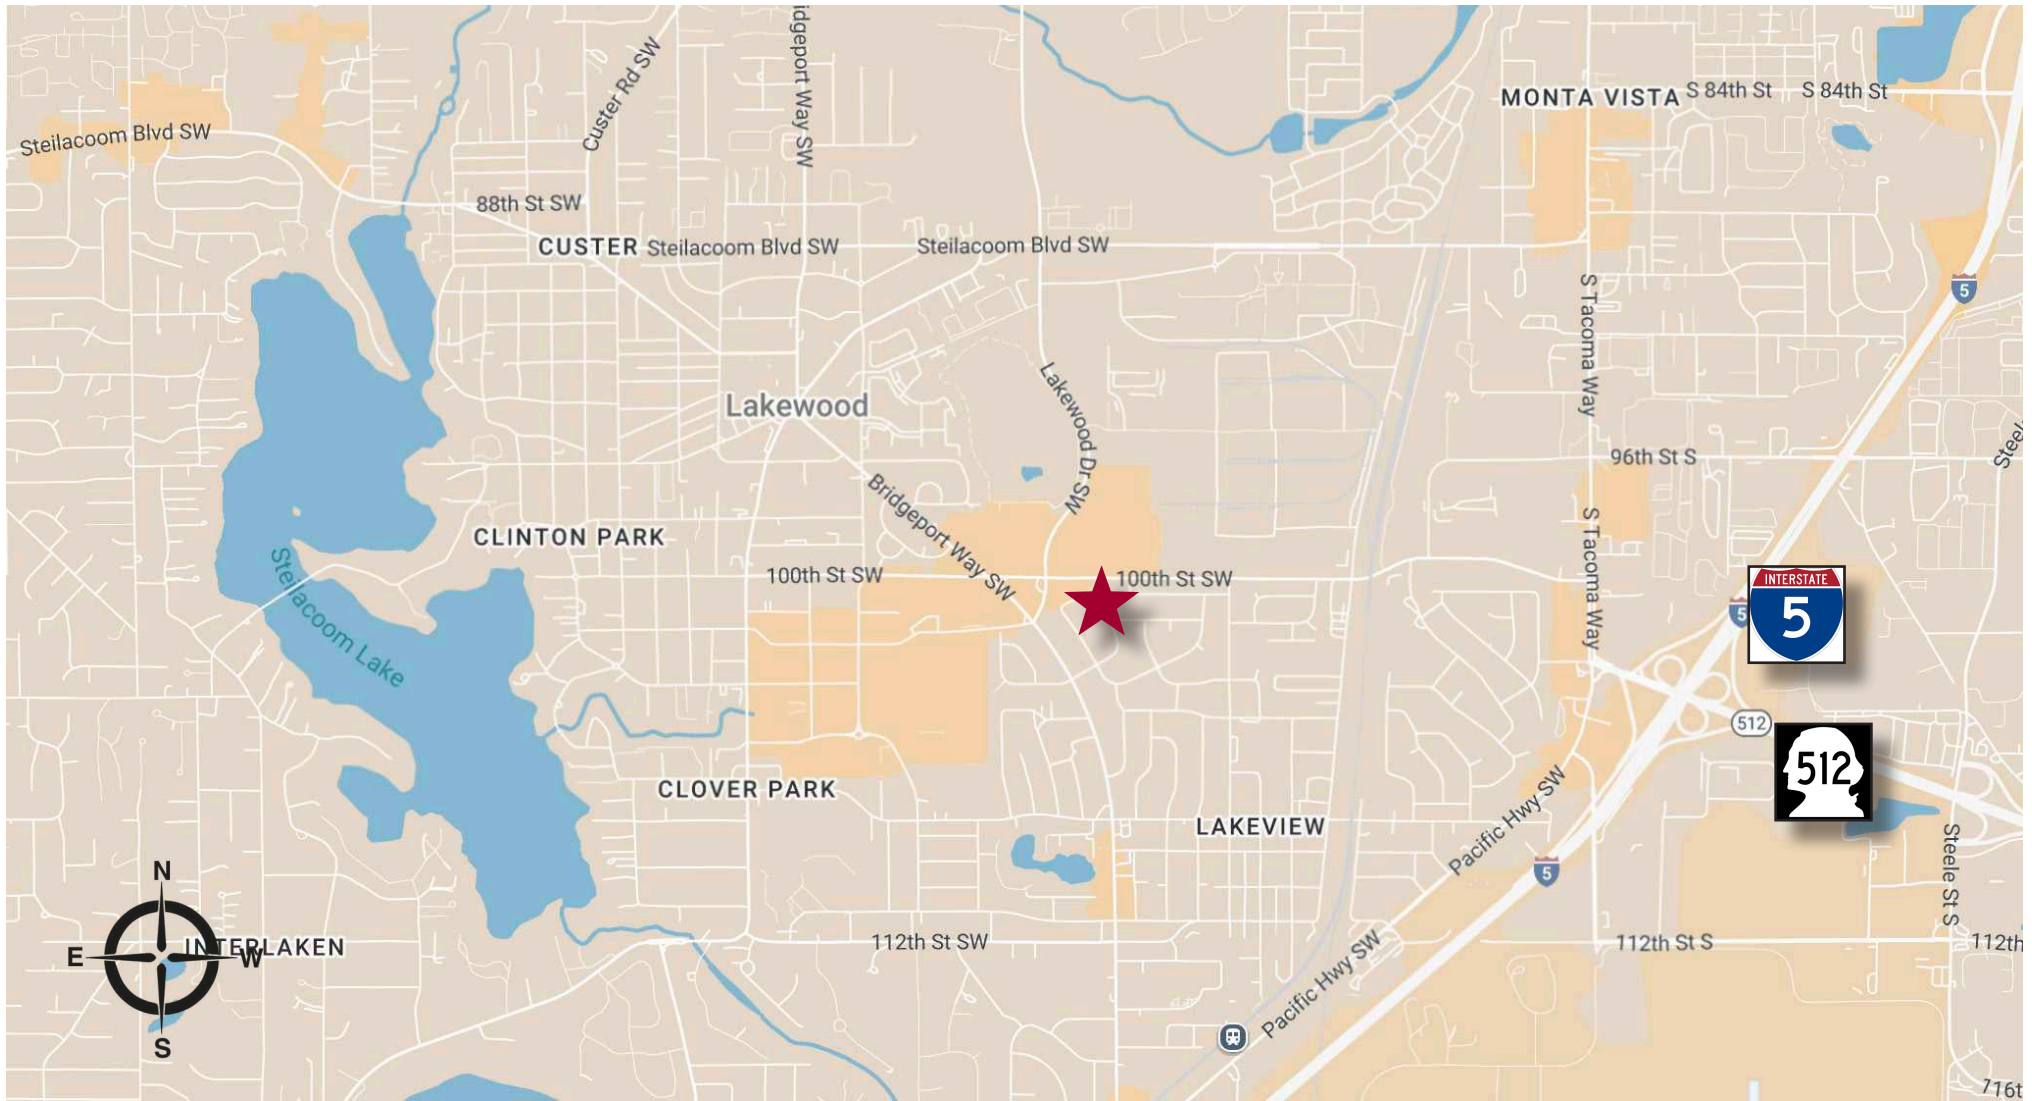 idgeport Way SW
Custer Rd SW
MONTA VISTA
S 84th St
S 84th St
Steilacoom Blvd SW
88th St SW
CUSTER
Steilacoom Blvd SW
Steilacoom Blvd SW
5
S Tacoma Way
Lakewood
Lakewood Dr SW
96th St S
Steel
Bridgeport Way SW
CLINTON PARK
S Tacoma Way
100th St SW
100th St SW
Steilacoom Lake
5
INTERSTATE
5
512
512
CLOVER PARK
LAKEVIEW
Pacific Hwy SW
5
Steele St S
112th St SW
112th St S
112th
Pacific Hwy SW
N
E
W
S
INTERLAKEN
116t